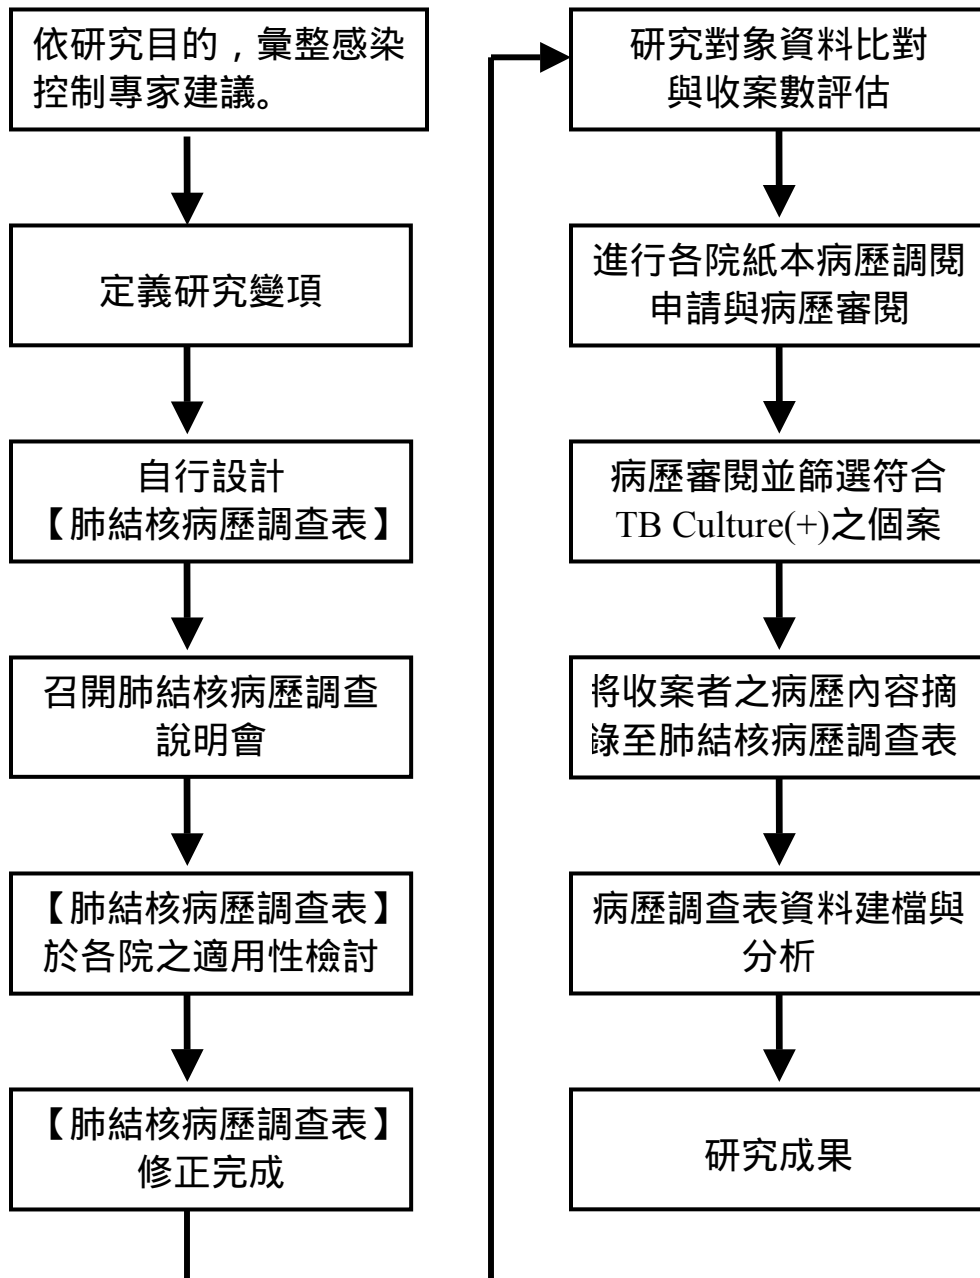 依研究目的，彙整感染
控制專家建議。
定義研究變項
自行設計
【肺結核病歷調查表】
召開肺結核病歷調查
說明會
【肺結核病歷調查表】
於各院之適用性檢討
【肺結核病歷調查表】
修正完成
研究對象資料比對
與收案數評估
進行各院紙本病歷調閱
申請與病歷審閱
病歷審閱並篩選符合
TB Culture(+)之個案
將收案者之病歷內容摘
錄至肺結核病歷調查表
病歷調查表資料建檔與
分析
研究成果